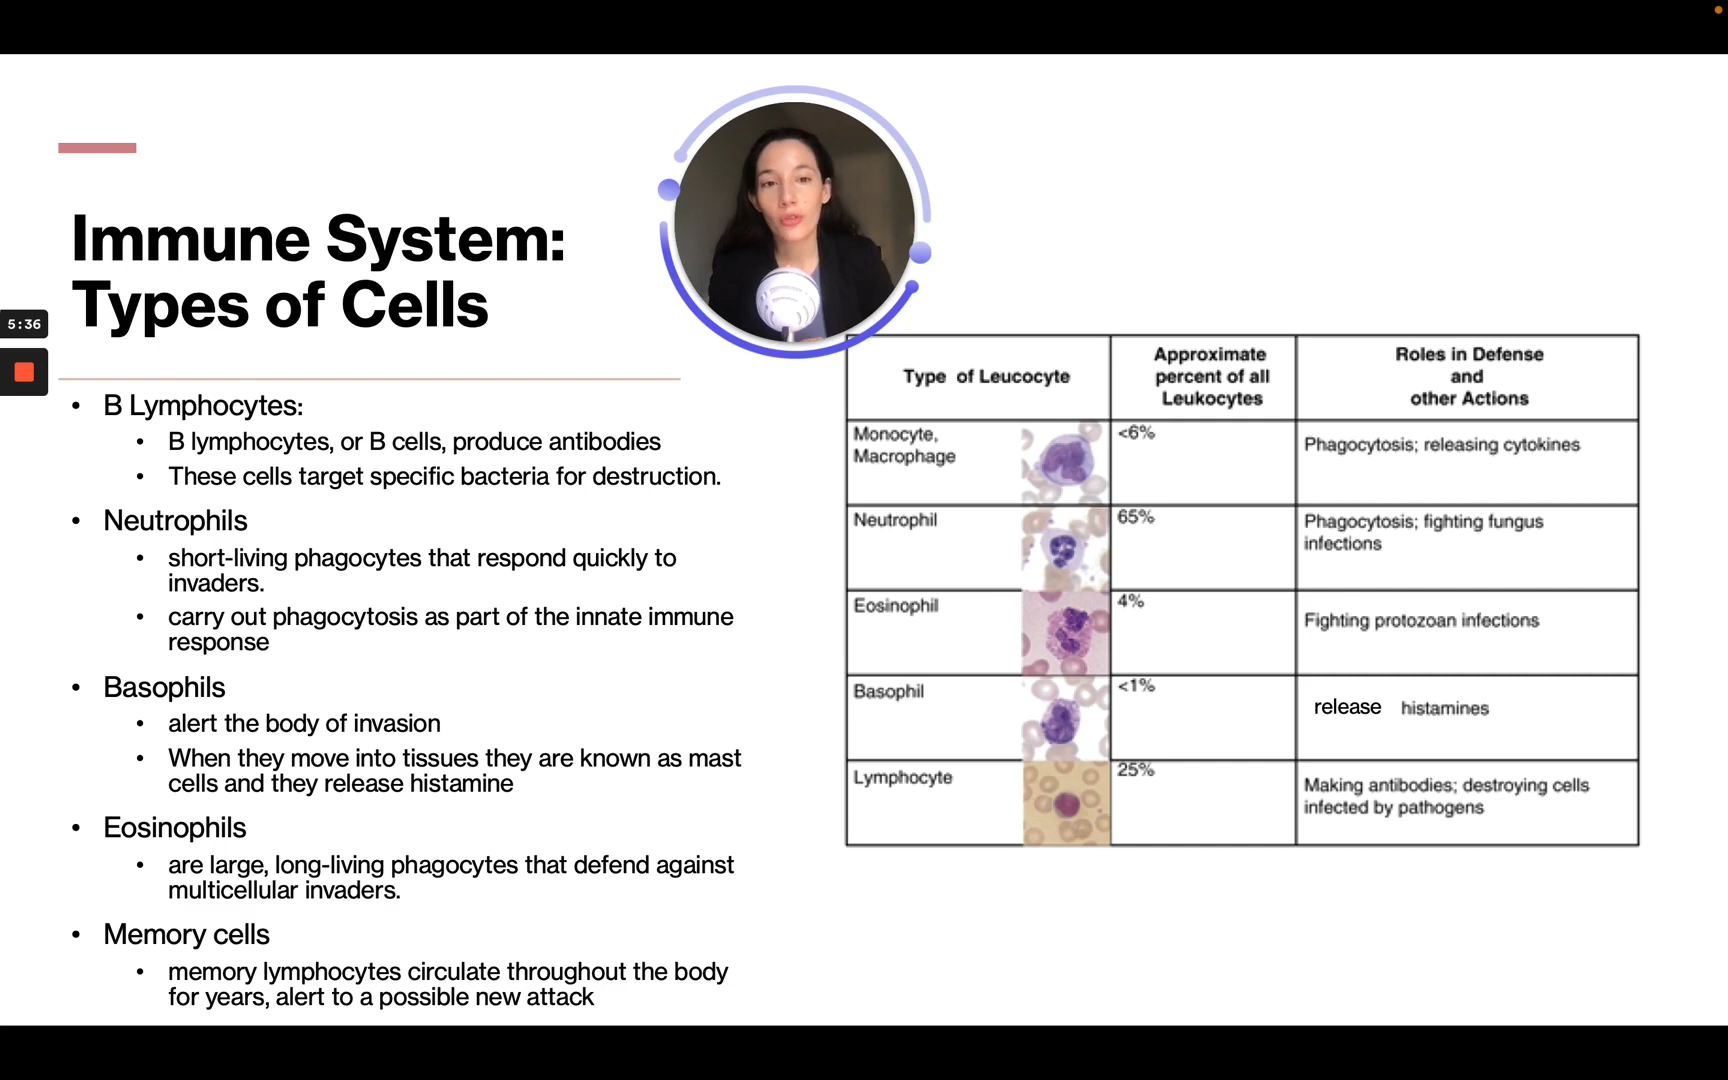 5:36
Immune System:
Types of Cells
• B Lymphocytes:
• B lymphocytes, or B cells, produce antibodies
• These cells target specific bacteria for destruction.
• Neutrophils
• short-living phagocytes that respond quickly to
invaders.
• carry out phagocytosis as part of the innate immune
response
• Basophils
• alert the body of invasion
• When they move into tissues they are known as mast
cells and they release histamine
• Eosinophils
• are large, long-living phagocytes that defend against
multicellular invaders.
• Memory cells
• memory lymphocytes circulate throughout the body
for years, alert to a possible new attack
Type of Leucocyte
Approximate
percent of all
Leukocytes
Roles in Defense
and
other Actions
Monocyte,
Macrophage
<6%
Phagocytosis; releasing cytokines
Neutrophil
65%
Phagocytosis; fighting fungus
infections
Eosinophil
4%
Fighting protozoan infections
Basophil
<1%
release histamines
Lymphocyte
25%
Making antibodies; destroying cells
infected by pathogens